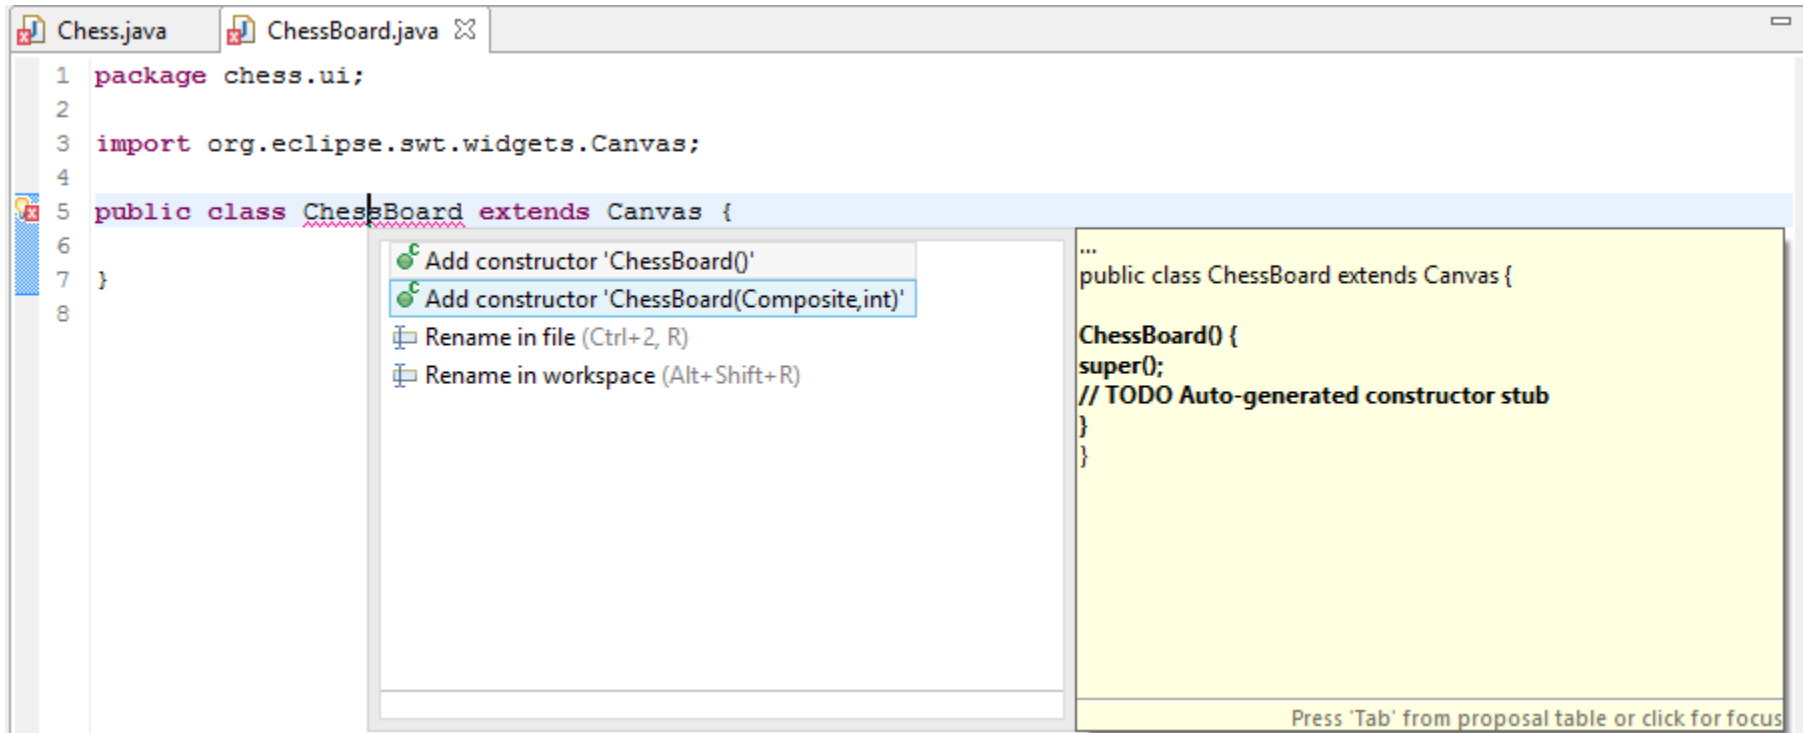 Chess.java
ChessBoard.java
1 package chess.ui;
2
3 import org.eclipse.swt.widgets.Canvas;
4
5 public class ChessBoard extends Canvas {
6
7 }
8
Add constructor 'ChessBoard()'
Add constructor 'ChessBoard(Composite,int)'
Rename in file (Ctrl+2, R)
Rename in workspace (Alt+Shift+R)
...
public class ChessBoard extends Canvas {
ChessBoard() {
super();
// TODO Auto-generated constructor stub
}
}
Press 'Tab' from proposal table or click for focus